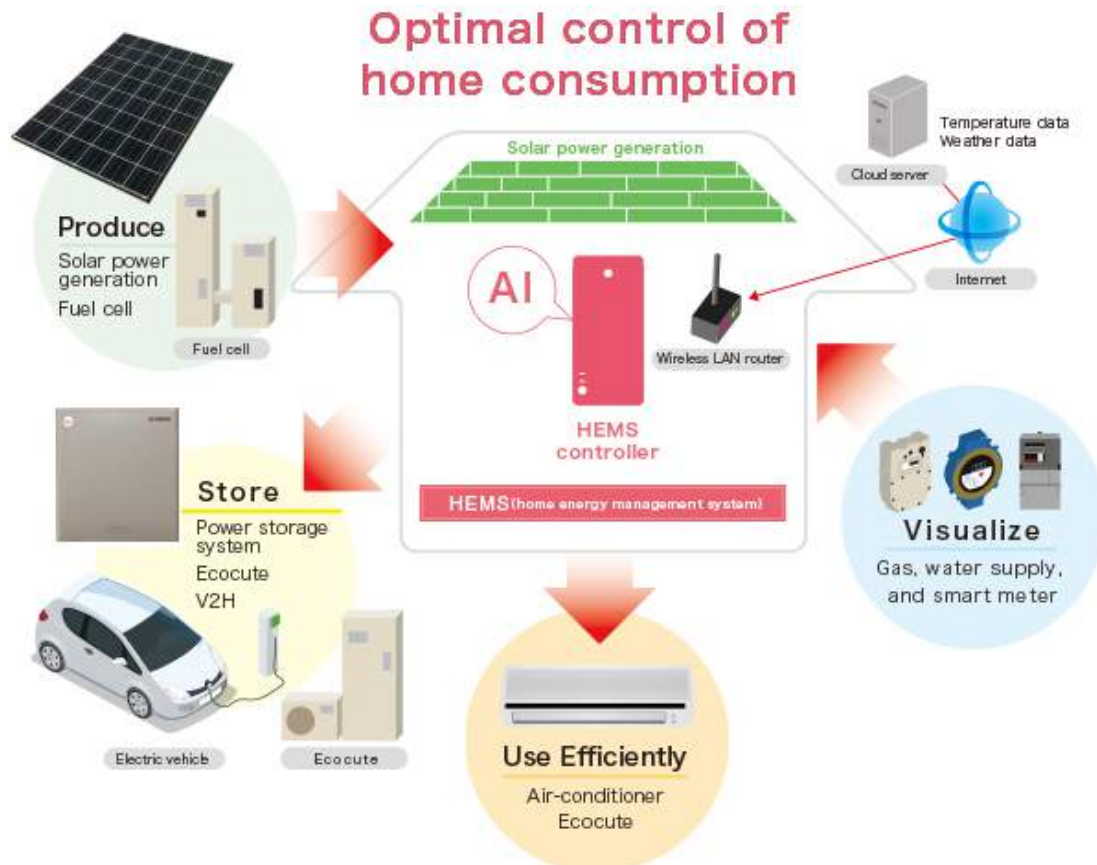 Optimal control of
home consumption
Solar power generation
Temperature data
Weather data
Cloud server
Internet
Produce
Solar power
generation
Fuel cell
Fuel cell
AI
Wireless LAN router
HEMS
controller
HEMS(home energy management system)
Store
Power storage
system
Ecocute
V2H
Electric vehicle
Ecocute
Visualize
Gas, water supply,
and smart meter
Use Efficiently
Air-conditioner
Ecocute